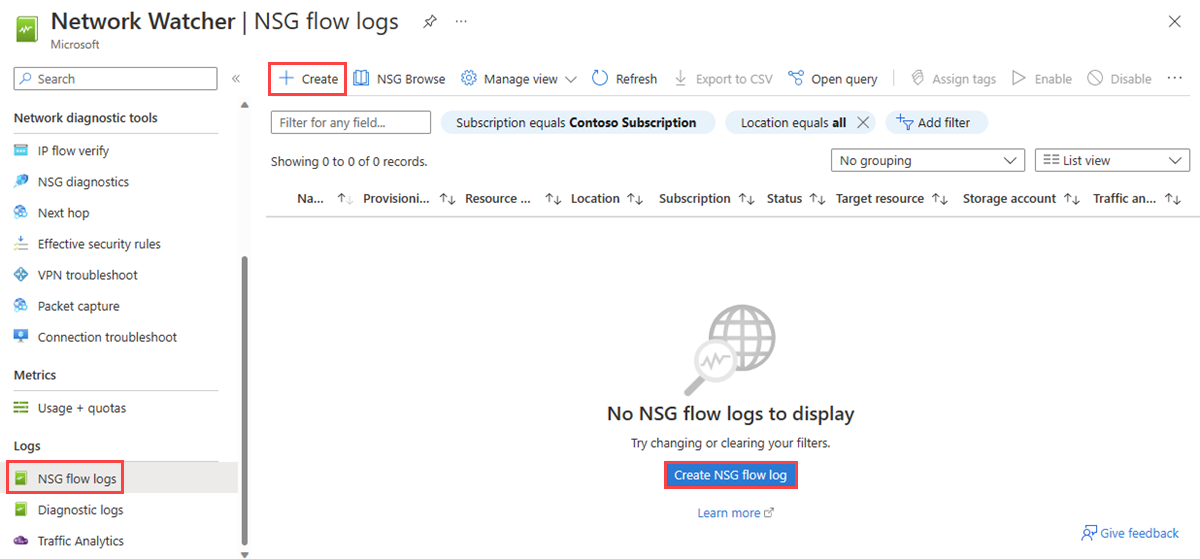 Network Watcher | NSG flow logs
Microsoft
Search
Create
NSG Browse
Manage view
Refresh
Export to CSV
Open query
Assign tags
Enable
Disable
Filter for any field...
Subscription equals Contoso Subscription
Location equals all
Add filter
Showing 0 to 0 of 0 records.
No grouping
List view
Na...
Provisioni...
Resource ...
Location
Subscription
Status
Target resource
Storage account
Traffic an...
Network diagnostic tools
IP flow verify
NSG diagnostics
Next hop
Effective security rules
VPN troubleshoot
Packet capture
Connection troubleshoot
Metrics
Usage + quotas
Logs
NSG flow logs
Diagnostic logs
Traffic Analytics
No NSG flow logs to display
Try changing or clearing your filters.
Create NSG flow log
Learn more
Give feedback